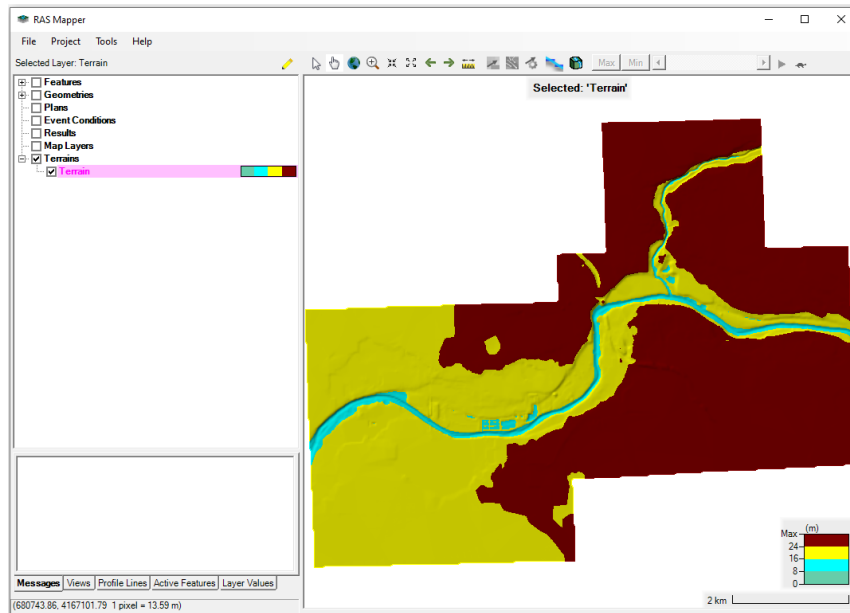 RAS Mapper
File Project Tools Help
Selected Layer: Terrain
Max Min
Features
Geometries
Plans
Event Conditions
Results
Map Layers
Terrains
Terrain
Selected: 'Terrain'
(m)
Max
24
16
8
0
2 km
Messages Views Profile Lines Active Features Layer Values
(680743.86, 4167101.79 1 pixel = 13.59 m)